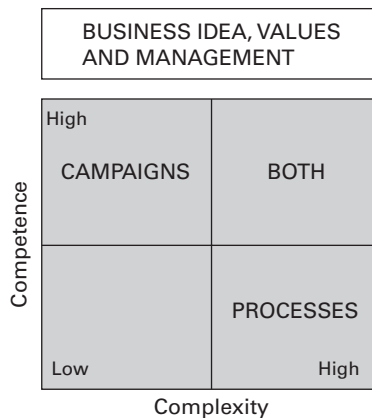 BUSINESS IDEA, VALUES
AND MANAGEMENT
High
CAMPAIGNS
BOTH
Competence
PROCESSES
Low
High
Complexity